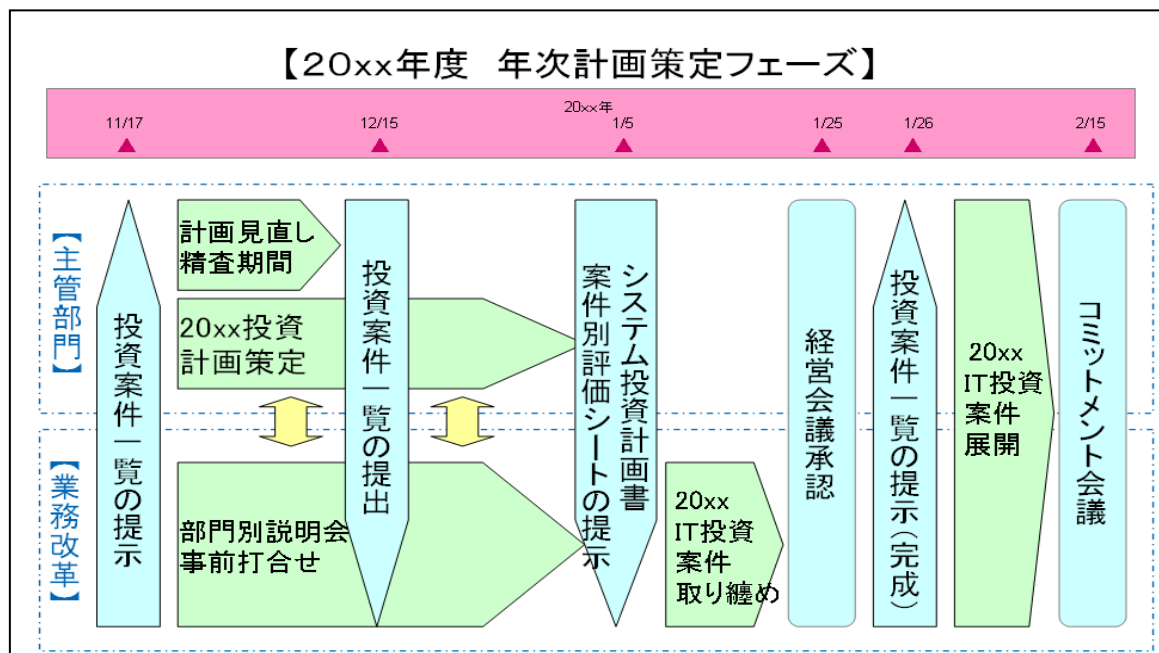 【20xx年度　年次計画策定フェーズ】
20xx年
11/17
12/15
1/5
1/25
1/26
2/15
【主管部門】
【業務改革】
投資案件一覧の提示
計画見直し
精査期間
20xx投資
計画策定
部門別説明会
事前打合せ
投資案件一覧の提出
システム投資計画書
案件別評価シートの提示
20xx
IT投資
案件
取り纏め
経営会議承認
投資案件一覧の提示(完成)
20xx
IT投資
案件
展開
コミットメント会議